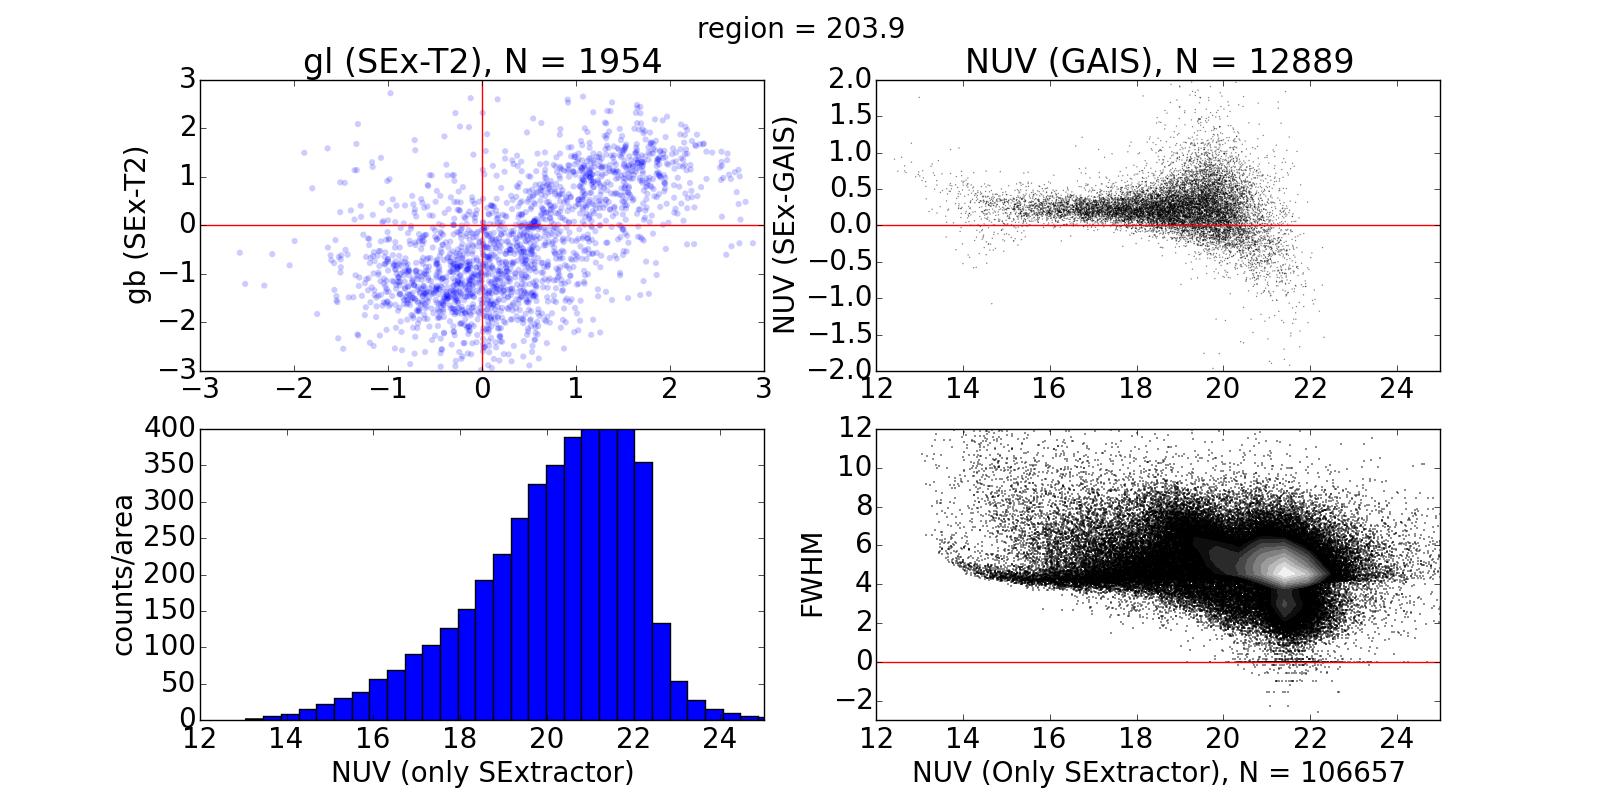 region = 203.9
gl (SEx-T2), N = 1954
NUV (GAIS), N = 12889
3
2
1
0
−1
−2
−3
gb (SEx-T2)
−3 −2 −1 0 1 2 3
2.0
1.5
1.0
0.5
0.0
−0.5
−1.0
−1.5
−2.0
NUV (SEx-GAIS)
12 14 16 18 20 22 24
400
350
300
250
200
150
100
50
0
counts/area
12 14 16 18 20 22 24
NUV (only SExtractor)
12
10
8
6
4
2
0
−2
FWHM
12 14 16 18 20 22 24
NUV (Only SExtractor), N = 106657